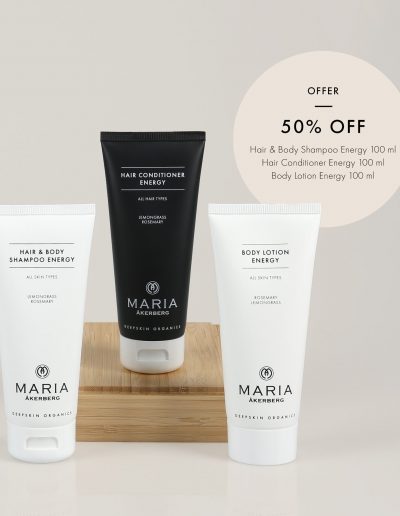 OFFER
50% OFF
Hair & Body Shampoo Energy 100 ml
Hair Conditioner Energy 100 ml
Body Lotion Energy 100 ml
HAIR CONDITIONER
ENERGY
ALL HAIR TYPES
LEMONGRASS
ROSEMARY
MARIA
ÅKERBERG
DEEPSKIN ORGANICS
HAIR & BODY
SHAMPOO ENERGY
ALL SKIN TYPES
LEMONGRASS
ROSEMARY
MARIA
ÅKERBERG
DEEPSKIN ORGANICS
BODY LOTION
ENERGY
ALL SKIN TYPES
ROSEMARY
LEMONGRASS
MARIA
ÅKERBERG
DEEPSKIN ORGANICS